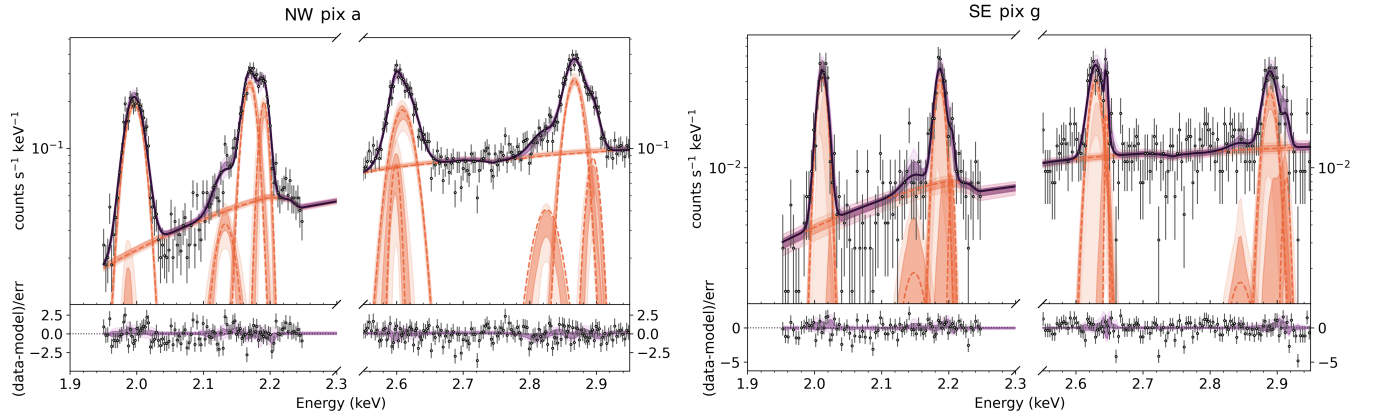 NW pix a
SE pix g
counts s⁻¹ keV⁻¹
10⁻¹
10⁻¹
(data-model)/err
2.5
0.0
−2.5
2.5
0.0
−2.5
1.9 2.0 2.1 2.2 2.3 2.6 2.7 2.8 2.9
Energy (keV)
counts s⁻¹ keV⁻¹
10⁻²
10⁻²
(data-model)/err
0
−5
0
−5
1.9 2.0 2.1 2.2 2.3 2.6 2.7 2.8 2.9
Energy (keV)